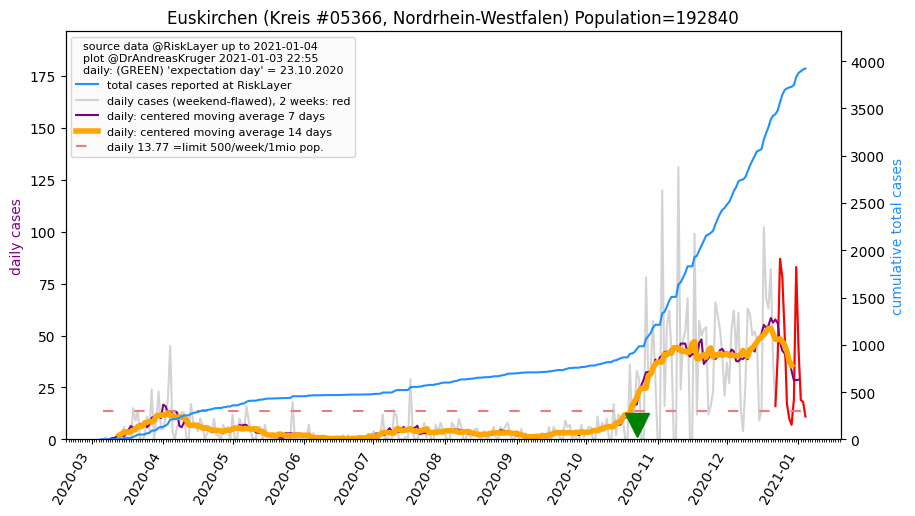 Euskirchen (Kreis #05366, Nordrhein-Westfalen) Population=192840
source data @RiskLayer up to 2021-01-04
plot @DrAndreasKruger 2021-01-03 22:55
daily: (GREEN) 'expectation day' = 23.10.2020
total cases reported at RiskLayer
daily cases (weekend-flawed), 2 weeks: red
daily: centered moving average 7 days
daily: centered moving average 14 days
daily 13.77 =limit 500/week/1mio pop.
daily cases
175
150
125
100
75
50
25
0
4000
3500
3000
2500
2000
1500
1000
500
0
cumulative total cases
2020-03
2020-04
2020-05
2020-06
2020-07
2020-08
2020-09
2020-10
2020-11
2020-12
2021-01